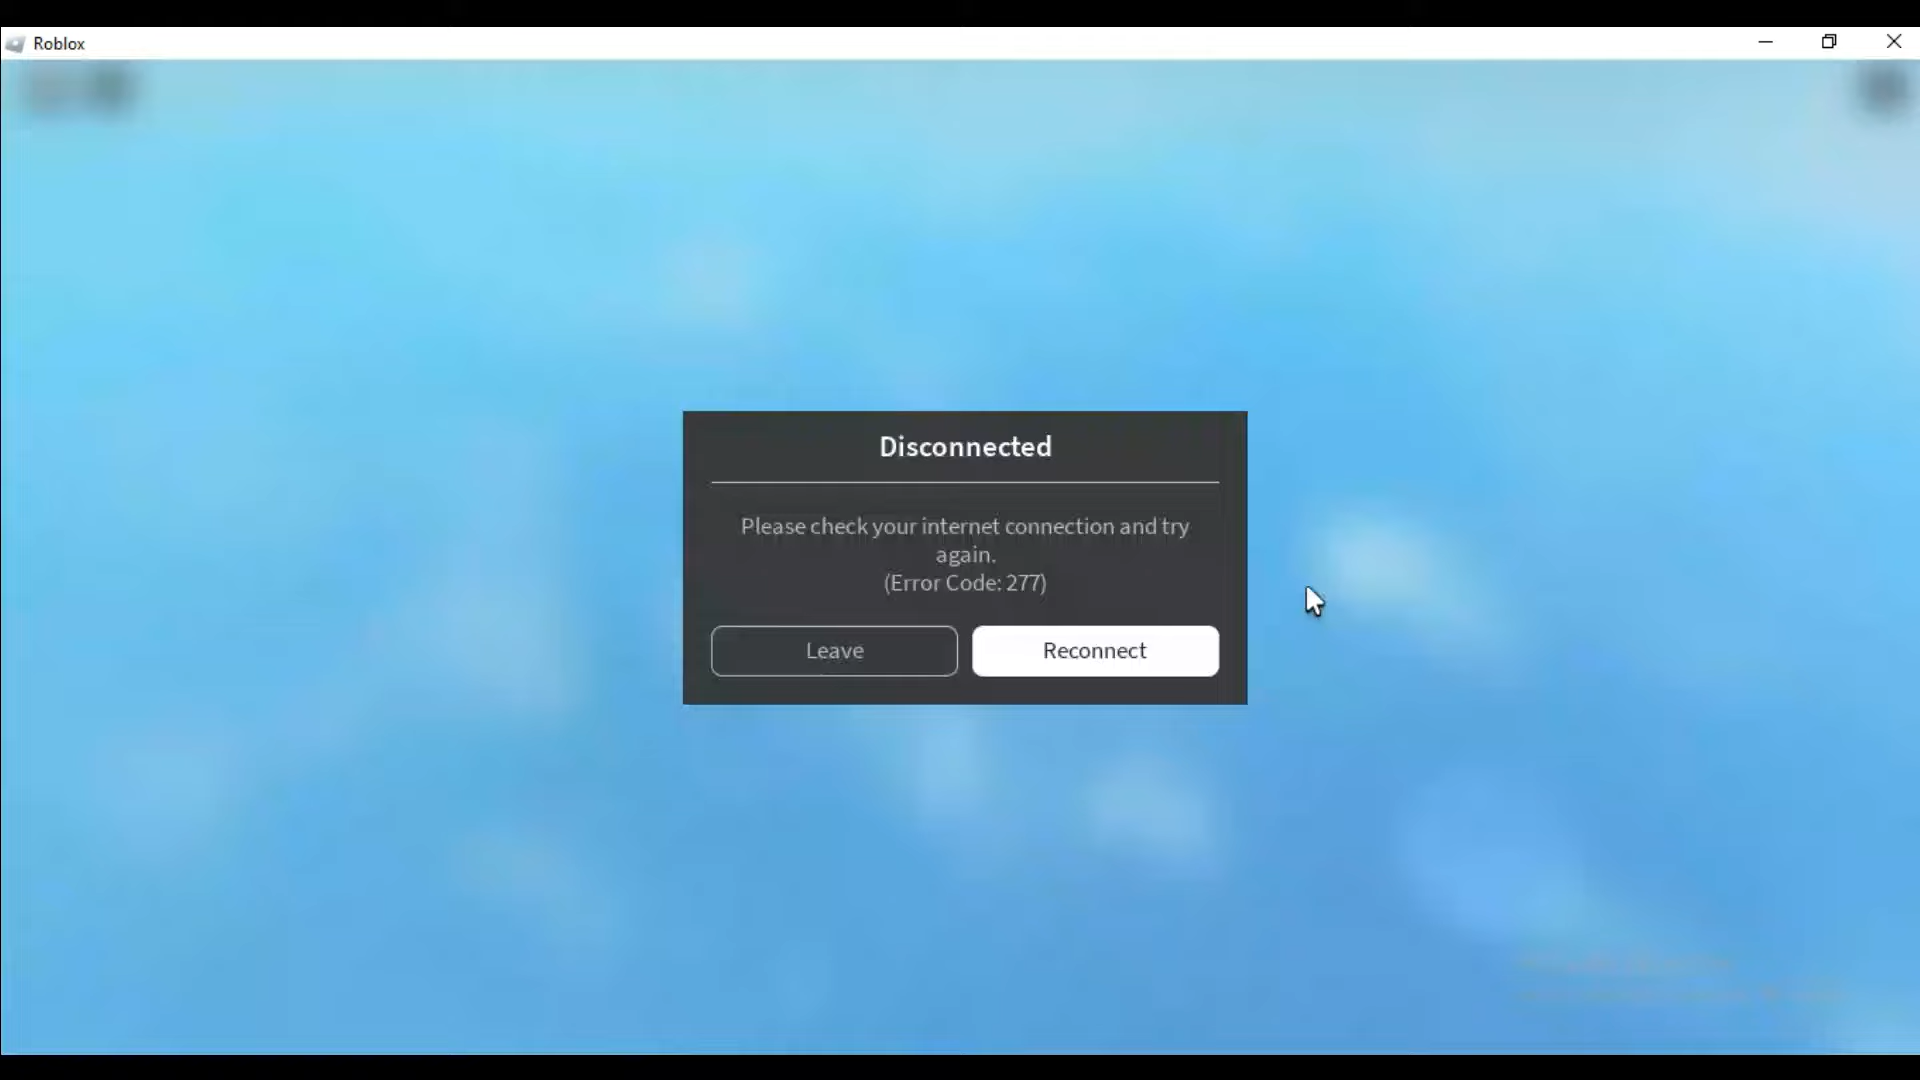 Roblox
Disconnected
Please check your internet connection and try
again.
(Error Code: 277)
Leave
Reconnect